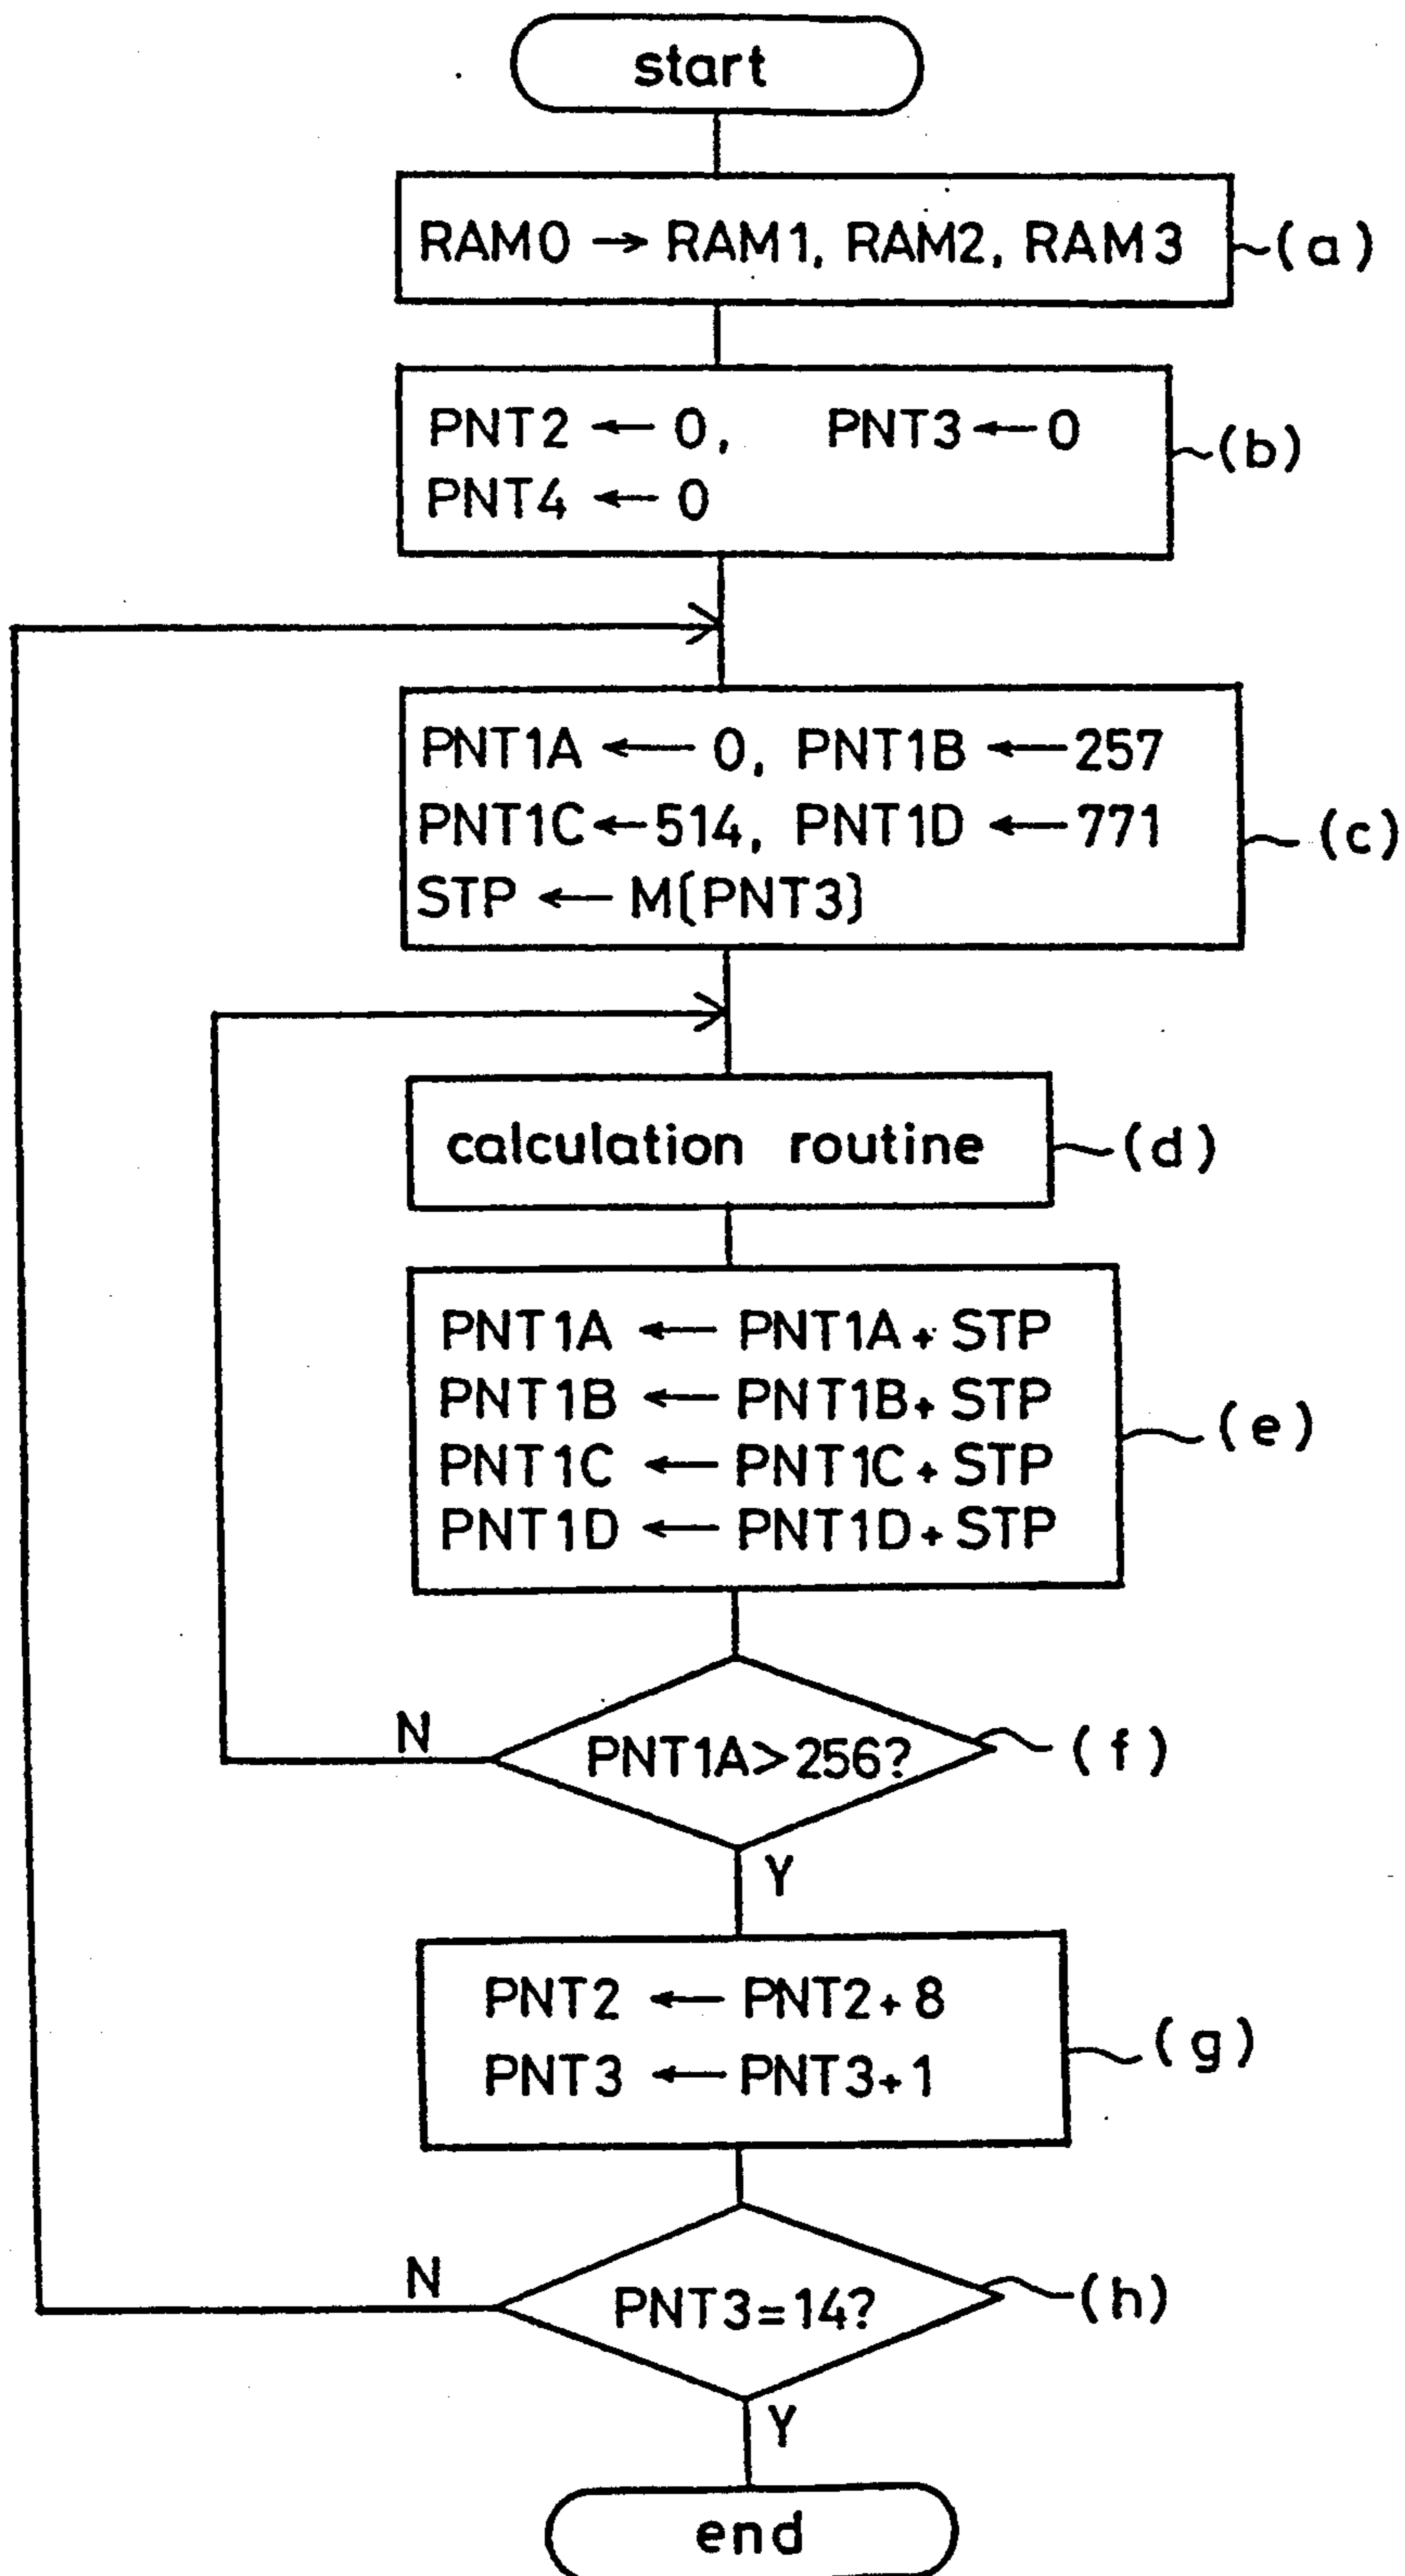 start
RAM0 → RAM1, RAM2, RAM3
(a)
PNT2 ← 0, PNT3 ← 0
PNT4 ← 0
(b)
PNT1A ← 0, PNT1B ← 257
PNT1C ← 514, PNT1D ← 771
STP ← M(PNT3)
(c)
calculation routine
(d)
PNT1A ← PNT1A + STP
PNT1B ← PNT1B + STP
PNT1C ← PNT1C + STP
PNT1D ← PNT1D + STP
(e)
N
PNT1A > 256?
(f)
Y
PNT2 ← PNT2 + 8
PNT3 ← PNT3 + 1
(g)
N
PNT3 = 14?
(h)
Y
end